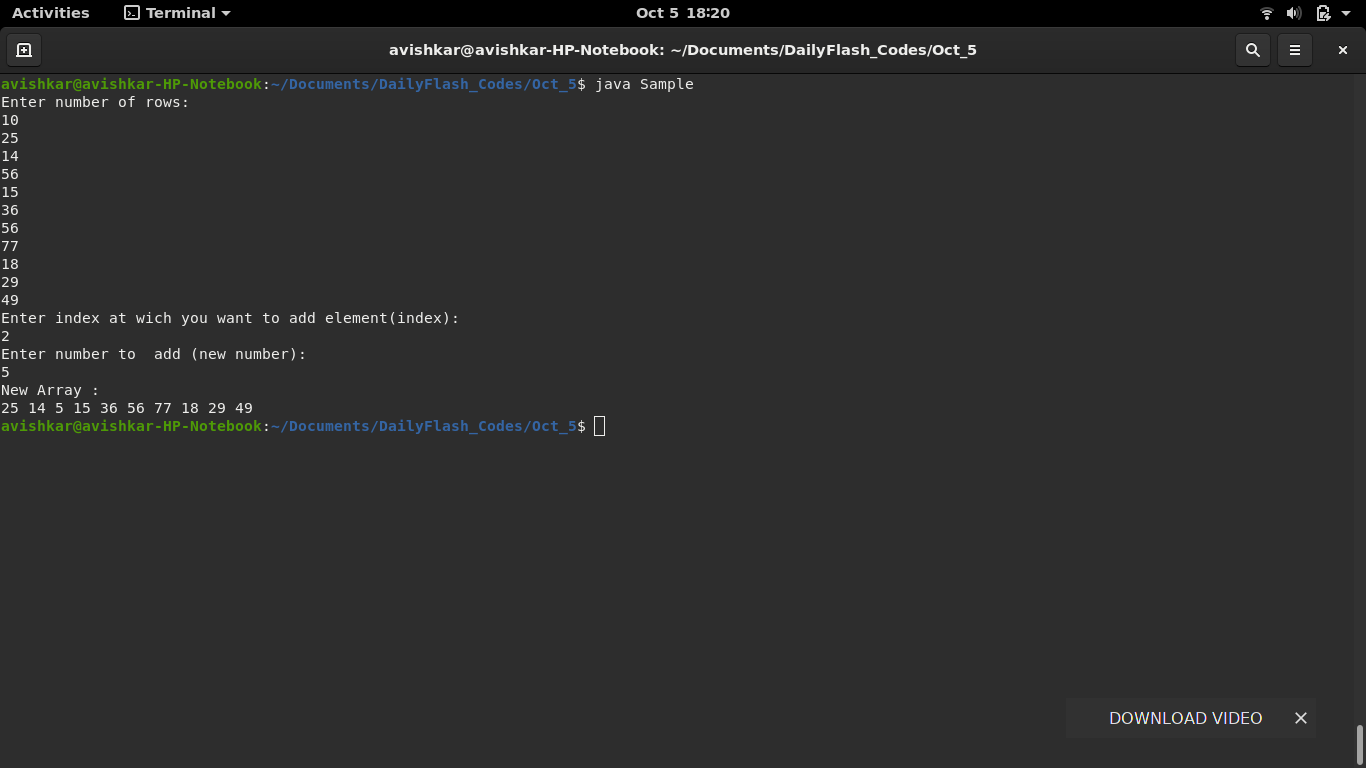 Activities Terminal Oct 5 18:20
avishkar@avishkar-HP-Notebook: ~/Documents/DailyFlash_Codes/Oct_5
avishkar@avishkar-HP-Notebook:~/Documents/DailyFlash_Codes/Oct_5$ java Sample
Enter number of rows:
10
25
14
56
15
36
56
77
18
29
49
Enter index at wich you want to add element(index):
2
Enter number to  add (new number):
5
New Array :
25 14 5 15 36 56 77 18 29 49
avishkar@avishkar-HP-Notebook:~/Documents/DailyFlash_Codes/Oct_5$
DOWNLOAD VIDEO